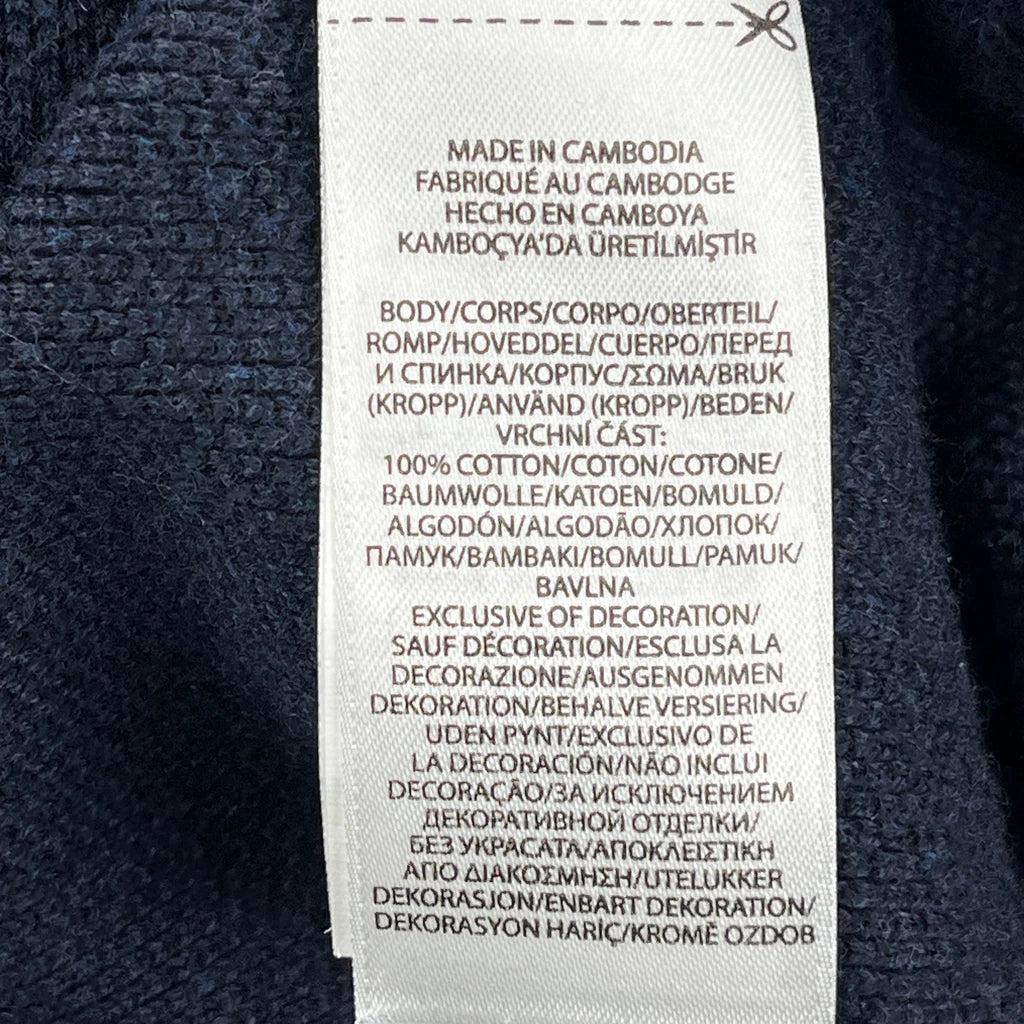 MADE IN CAMBODIA
FABRIQUÉ AU CAMBODGE
HECHO EN CAMBOYA
KAMBOÇYA'DA ÜRETİLMİŞTİR
BODY/CORPS/CORPO/OBERTEIL/
ROMP/HOVEDDEL/CUERPO/ПЕРЕД
И СПИНКА/КОРПУС/ΣΩΜΑ/BRUK
(KROPP)/ANVÄND (KROPP)/BEDEN/
VRCHNÍ ČÁST:
100% COTTON/COTON/COTONE/
BAUMWOLLE/KATOEN/BOMULD/
ALGODÓN/ALGODÃO/ХЛОПОК/
ПАМУК/ΒΑΜΒΑΚΙ/BOMULL/PAMUK/
BAVLNA
EXCLUSIVE OF DECORATION/
SAUF DÉCORATION/ESCLUSA LA
DECORAZIONE/AUSGENOMMEN
DEKORATION/BEHALVE VERSIERING/
UDEN PYNT/EXCLUSIVO DE
LA DECORACIÓN/NÃO INCLUI
DECORAÇÃO/ЗА ИСКЛЮЧЕНИЕМ
ДЕКОРАТИВНОЙ ОТДЕЛКИ/
БЕЗ УКРАСАТА/ΑΠΟΚΛΕΙΣΤΙΚΗ
ΑΠΟ ΔΙΑΚΟΣΜΗΣΗ/UTELUKKER
DEKORASJON/ENBART DEKORATION/
DEKORASYON HARİÇ/KROMĚ OZDOB